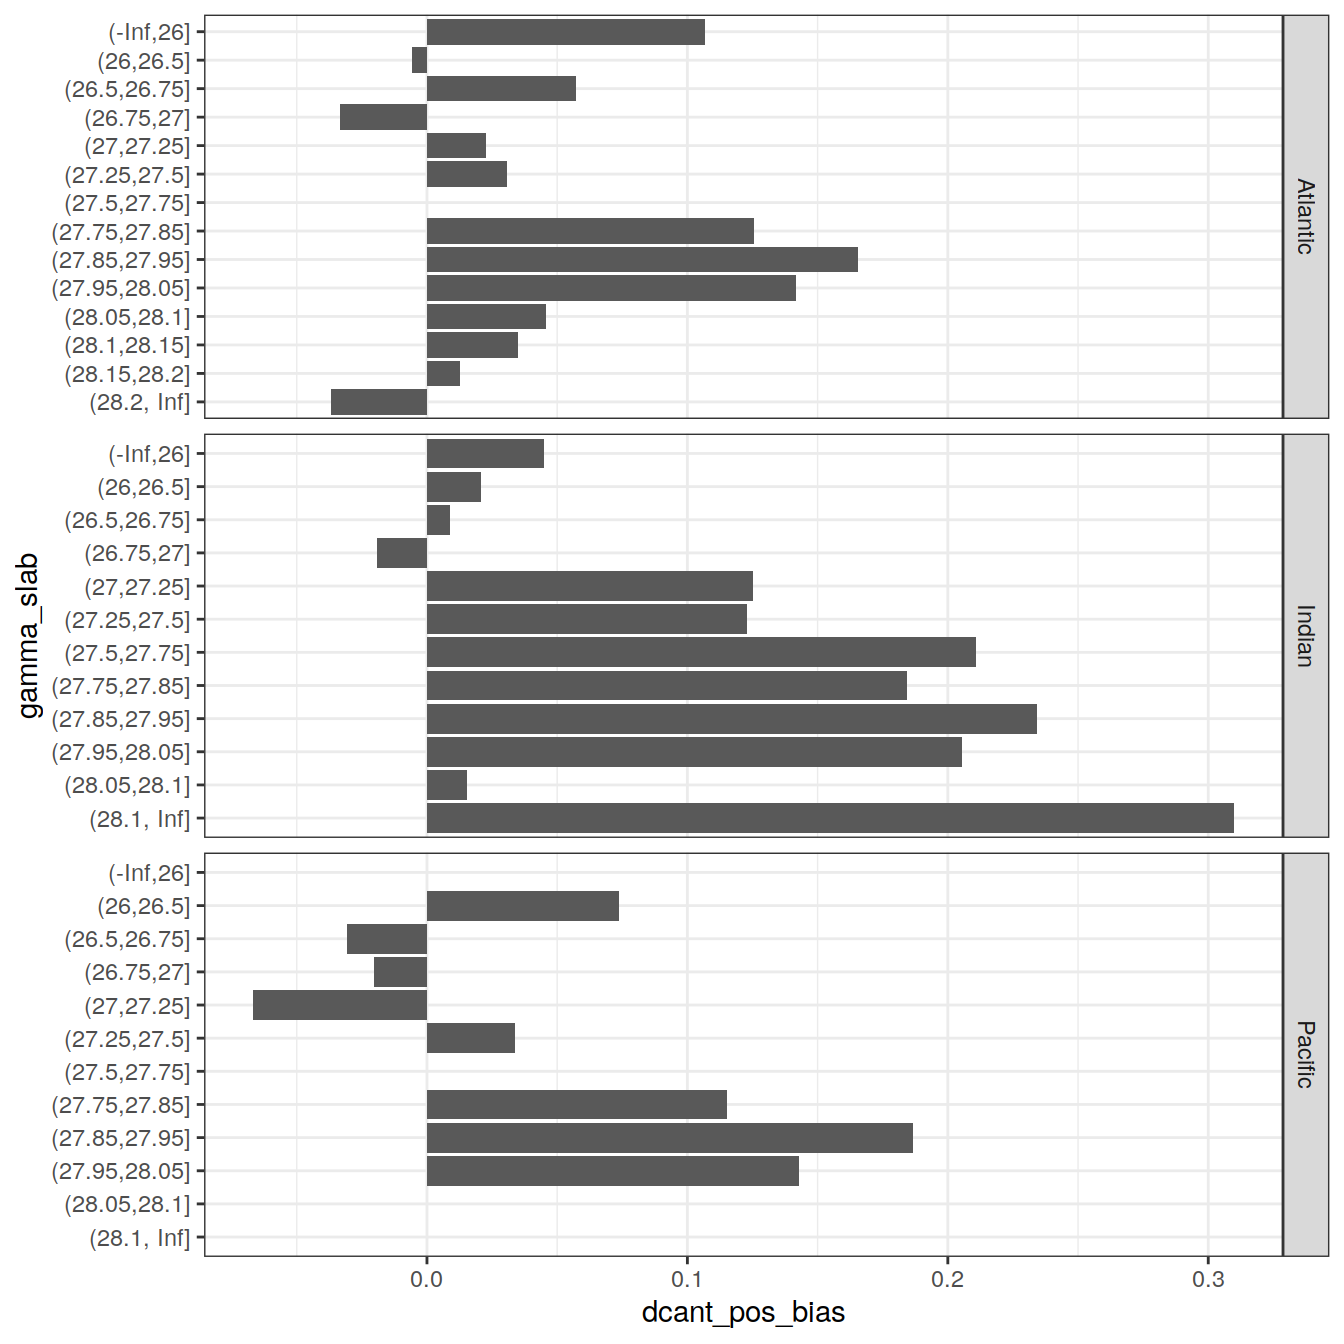 (-Inf,26]
(26,26.5]
(26.5,26.75]
(26.75,27]
(27,27.25]
(27.25,27.5]
(27.5,27.75]
(27.75,27.85]
(27.85,27.95]
(27.95,28.05]
(28.05,28.1]
(28.1,28.15]
(28.15,28.2]
(28.2, Inf]
Atlantic
(-Inf,26]
(26,26.5]
(26.5,26.75]
(26.75,27]
(27,27.25]
(27.25,27.5]
(27.5,27.75]
(27.75,27.85]
(27.85,27.95]
(27.95,28.05]
(28.05,28.1]
(28.1, Inf]
Indian
gamma_slab
(-Inf,26]
(26,26.5]
(26.5,26.75]
(26.75,27]
(27,27.25]
(27.25,27.5]
(27.5,27.75]
(27.75,27.85]
(27.85,27.95]
(27.95,28.05]
(28.05,28.1]
(28.1, Inf]
Pacific
0.0 0.1 0.2 0.3
dcant_pos_bias